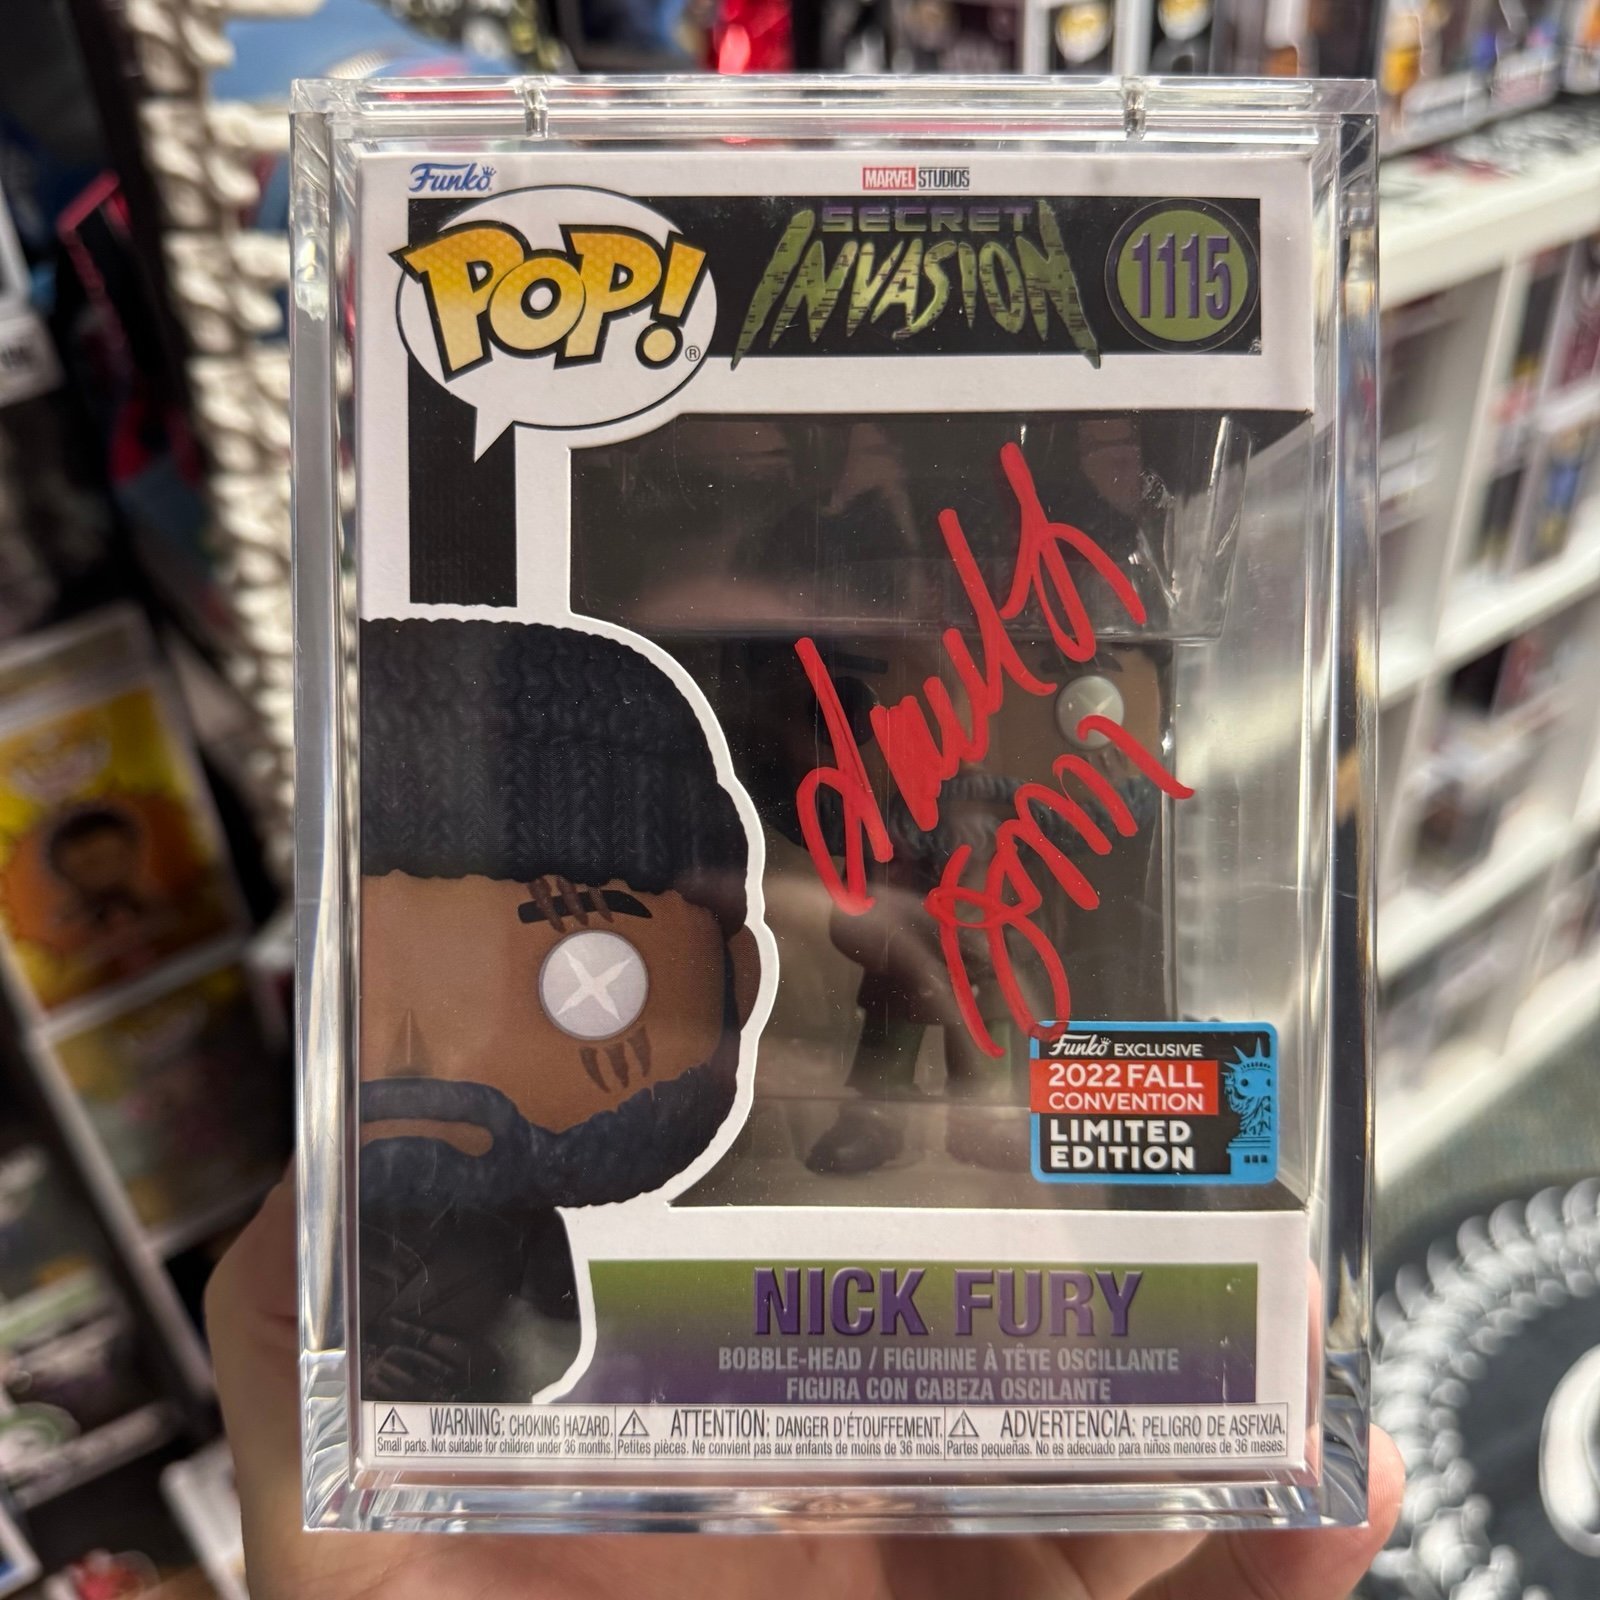 Funko
MARVEL STUDIOS
POP!®
SECRET
INVASION
1115
Funko EXCLUSIVE
2022 FALL
CONVENTION
LIMITED
EDITION
NICK FURY
BOBBLE-HEAD / FIGURINE À TÊTE OSCILLANTE
FIGURA CON CABEZA OSCILANTE
WARNING: CHOKING HAZARD.
Small parts. Not suitable for children under 36 months.
ATTENTION: DANGER D'ÉTOUFFEMENT.
Petites pièces. Ne convient pas aux enfants de moins de 36 mois.
ADVERTENCIA: PELIGRO DE ASFIXIA.
Partes pequeñas. No es adecuado para niños menores de 36 meses.